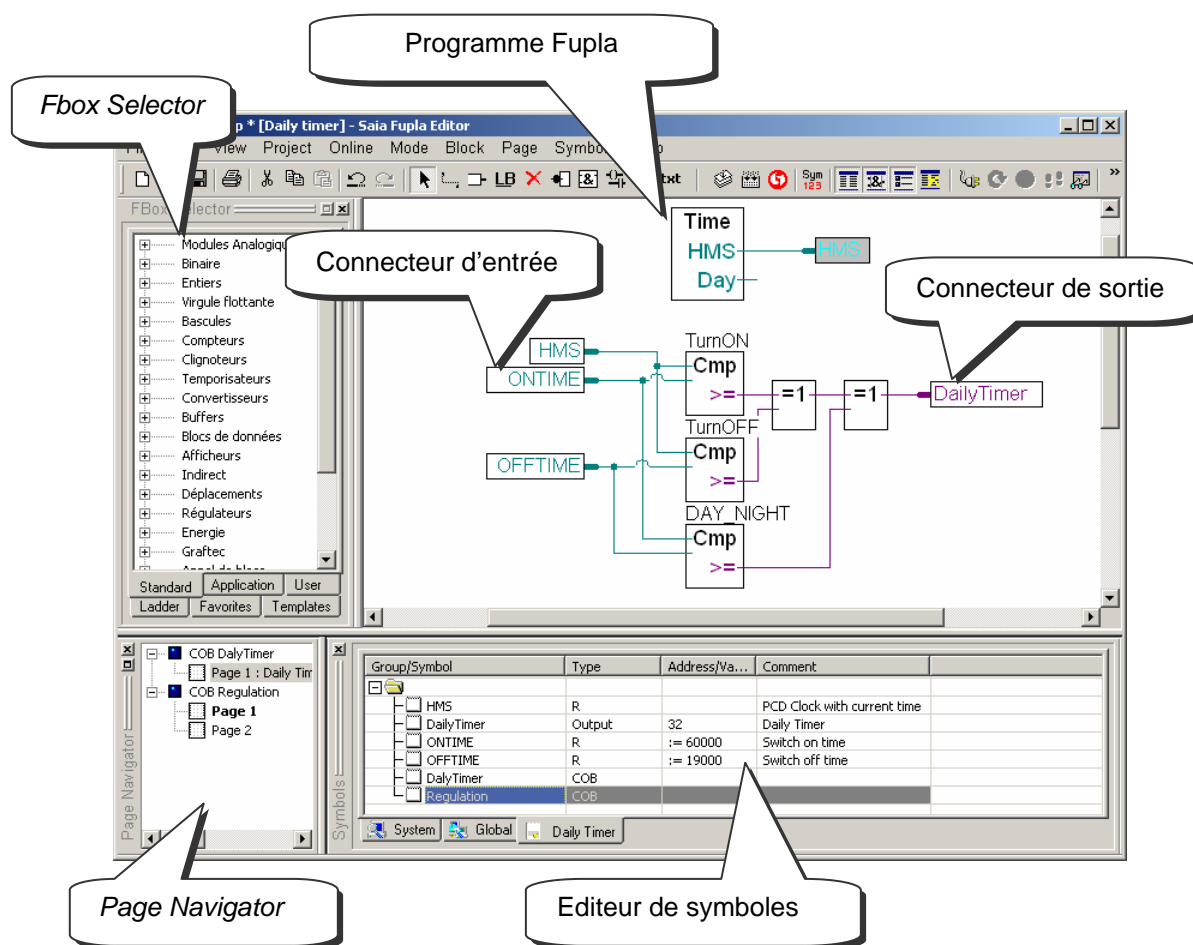 Programme Fupla
Fbox Selector
p * [Daily timer] - Saia Fupla Editor
View Project Online Mode Block Page
LB
Sym
123
»
FBox Selector
Modules Analogiq
Binaire
Entiers
Virgule flottante
Bascules
Compteurs
Clignoteurs
Temporisateurs
Convertisseurs
Buffers
Blocs de données
Afficheurs
Indirect
Déplacements
Régulateurs
Energie
Graftec
Appel de blocs
Standard Application User
Ladder Favorites Templates
Connecteur d'entrée
Connecteur de sortie
Time
HMS HMS
Day
TurnON
HMS
Cmp
ONTIME
>= =1 =1 DailyTimer
TurnOFF
Cmp
OFFTIME
>=
DAY_NIGHT
Cmp
>=
Page Navigator
COB DalyTimer
Page 1 : Daily Tim
COB Regulation
Page 1
Page 2
Symbols
Group/Symbol Type Address/Va... Comment
HMS R PCD Clock with current time
DailyTimer Output 32 Daily Timer
ONTIME R := 60000 Switch on time
OFFTIME R := 19000 Switch off time
DalyTimer COB
Regulation COB
System Global Daily Timer
Page Navigator
Editeur de symboles